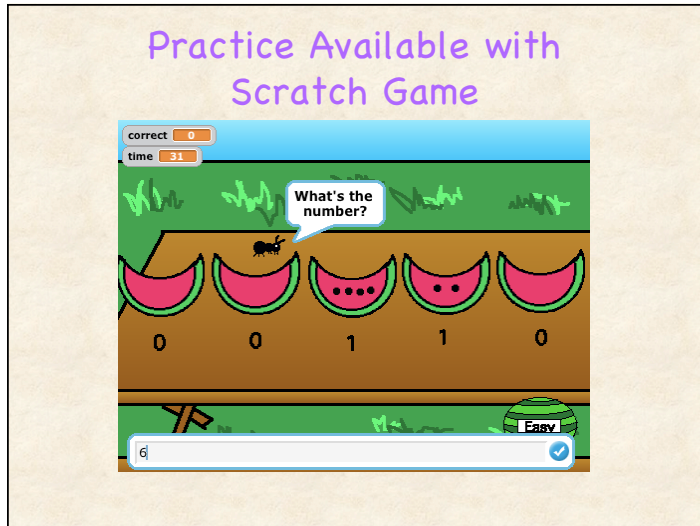 Practice Available with
Scratch Game
correct 0
time 31
What's the
number?
0 0 1 1 0
Easy
6